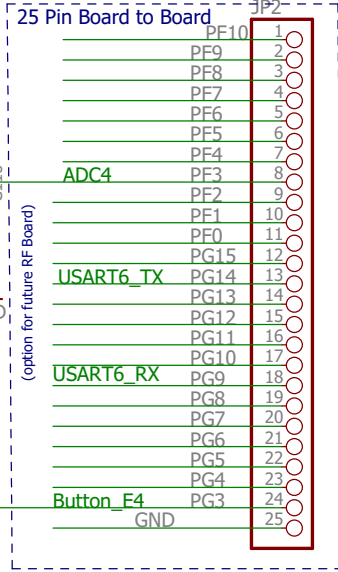 JP2
25 Pin Board to Board
PF10 1
PF9 2
PF8 3
PF7 4
PF6 5
PF5 6
PF4 7
ADC4 PF3 8
PF2 9
PF1 10
PF0 11
PG15 12
USART6_TX PG14 13
PG13 14
PG12 15
PG11 16
PG10 17
USART6_RX PG9 18
PG8 19
PG7 20
PG6 21
PG5 22
PG4 23
Button_E4 PG3 24
GND 25
(option for future RF Board)